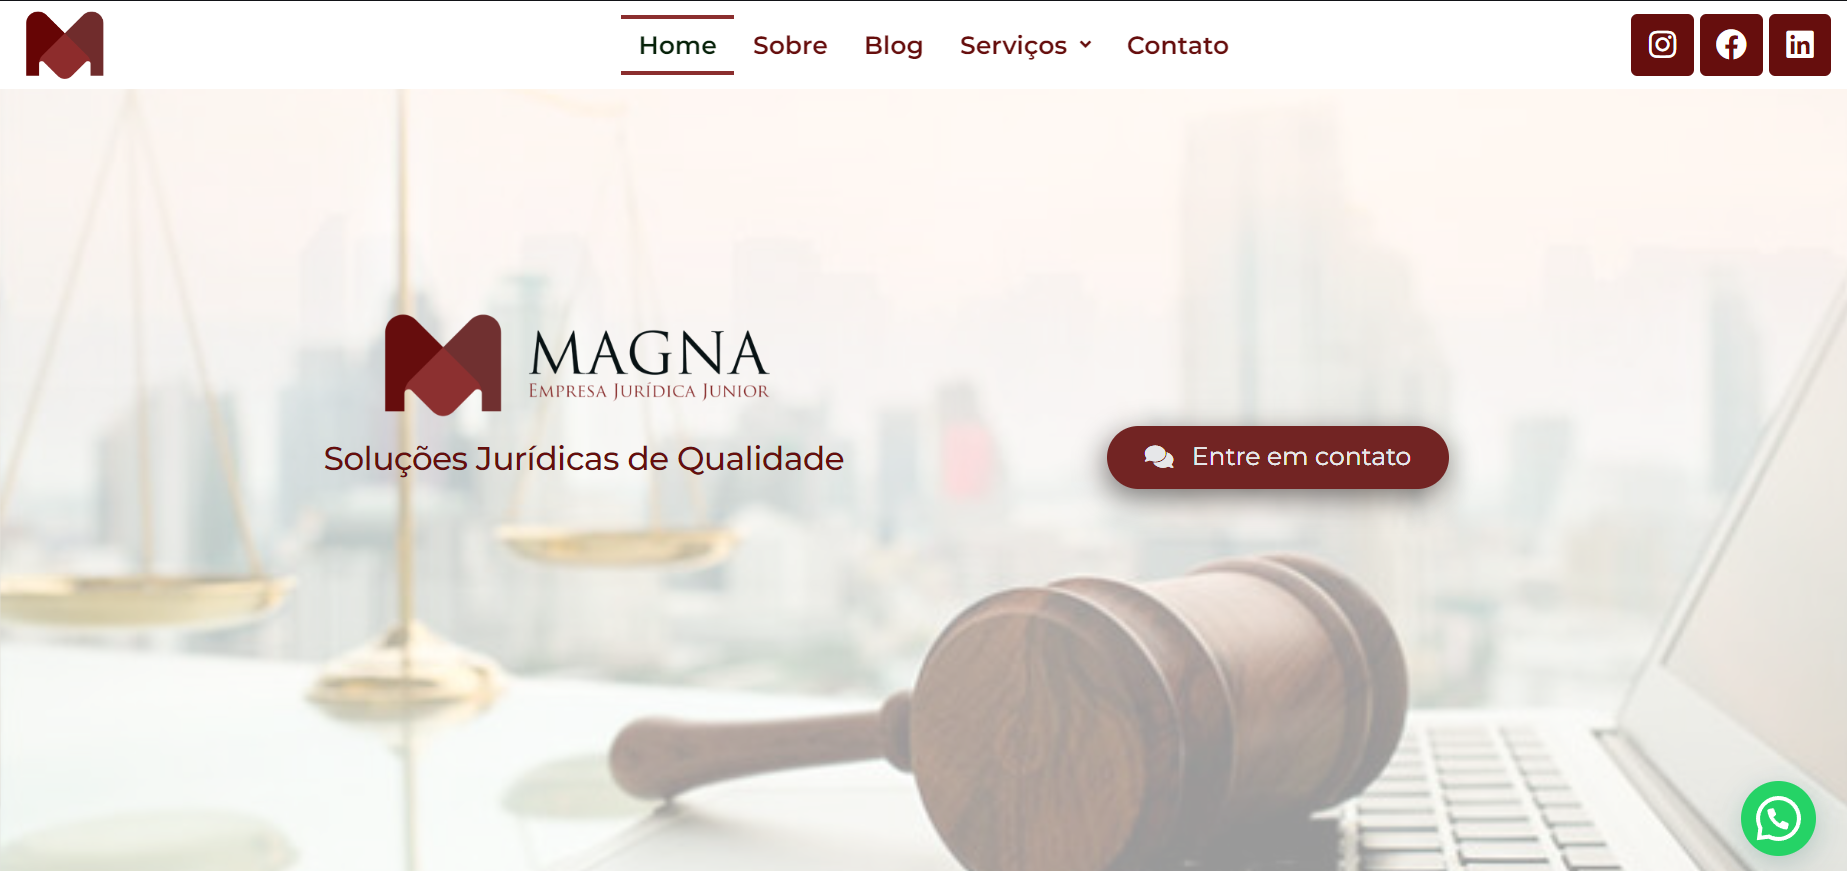 Home
Sobre
Blog
Serviços
Contato
MAGNA
EMPRESA JURÍDICA JUNIOR
Soluções Jurídicas de Qualidade
Entre em contato